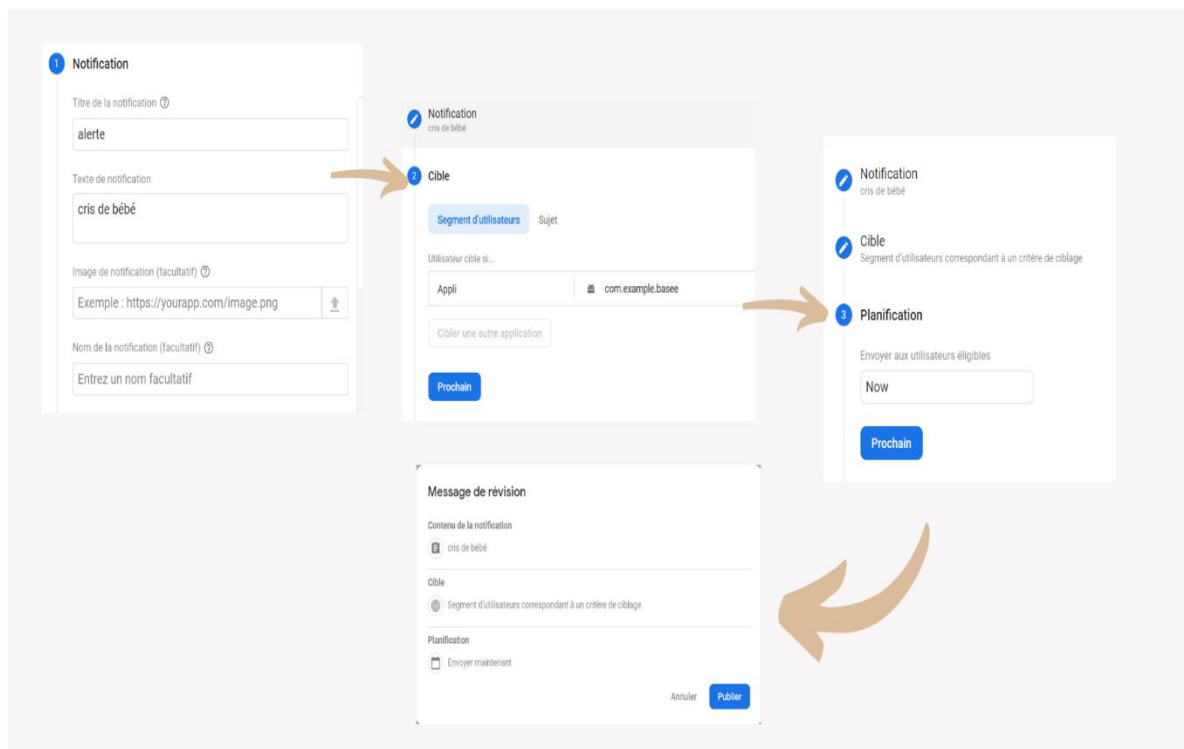 1 Notification
Titre de la notification ?
alerte
Texte de notification
cris de bébé
Image de notification (facultatif) ?
Exemple : https://yourapp.com/image.png
Nom de la notification (facultatif) ?
Entrez un nom facultatif
Notification
cris de bébé
2 Cible
Segment d'utilisateurs Sujet
Utilisateur cible si...
Appli com.example.basee
Cibler une autre application
Prochain
Notification
cris de bébé
Cible
Segment d'utilisateurs correspondant à un critère de ciblage
3 Planification
Envoyer aux utilisateurs éligibles
Now
Prochain
Message de révision
Contenu de la notification
cris de bébé
Cible
Segment d'utilisateurs correspondant à un critère de ciblage
Planification
Envoyer maintenant
Annuler Publier